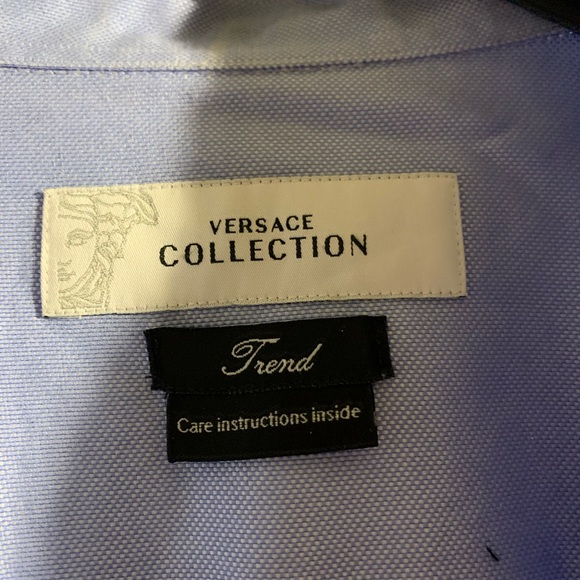 VERSACE
COLLECTION
Trend
Care instructions inside